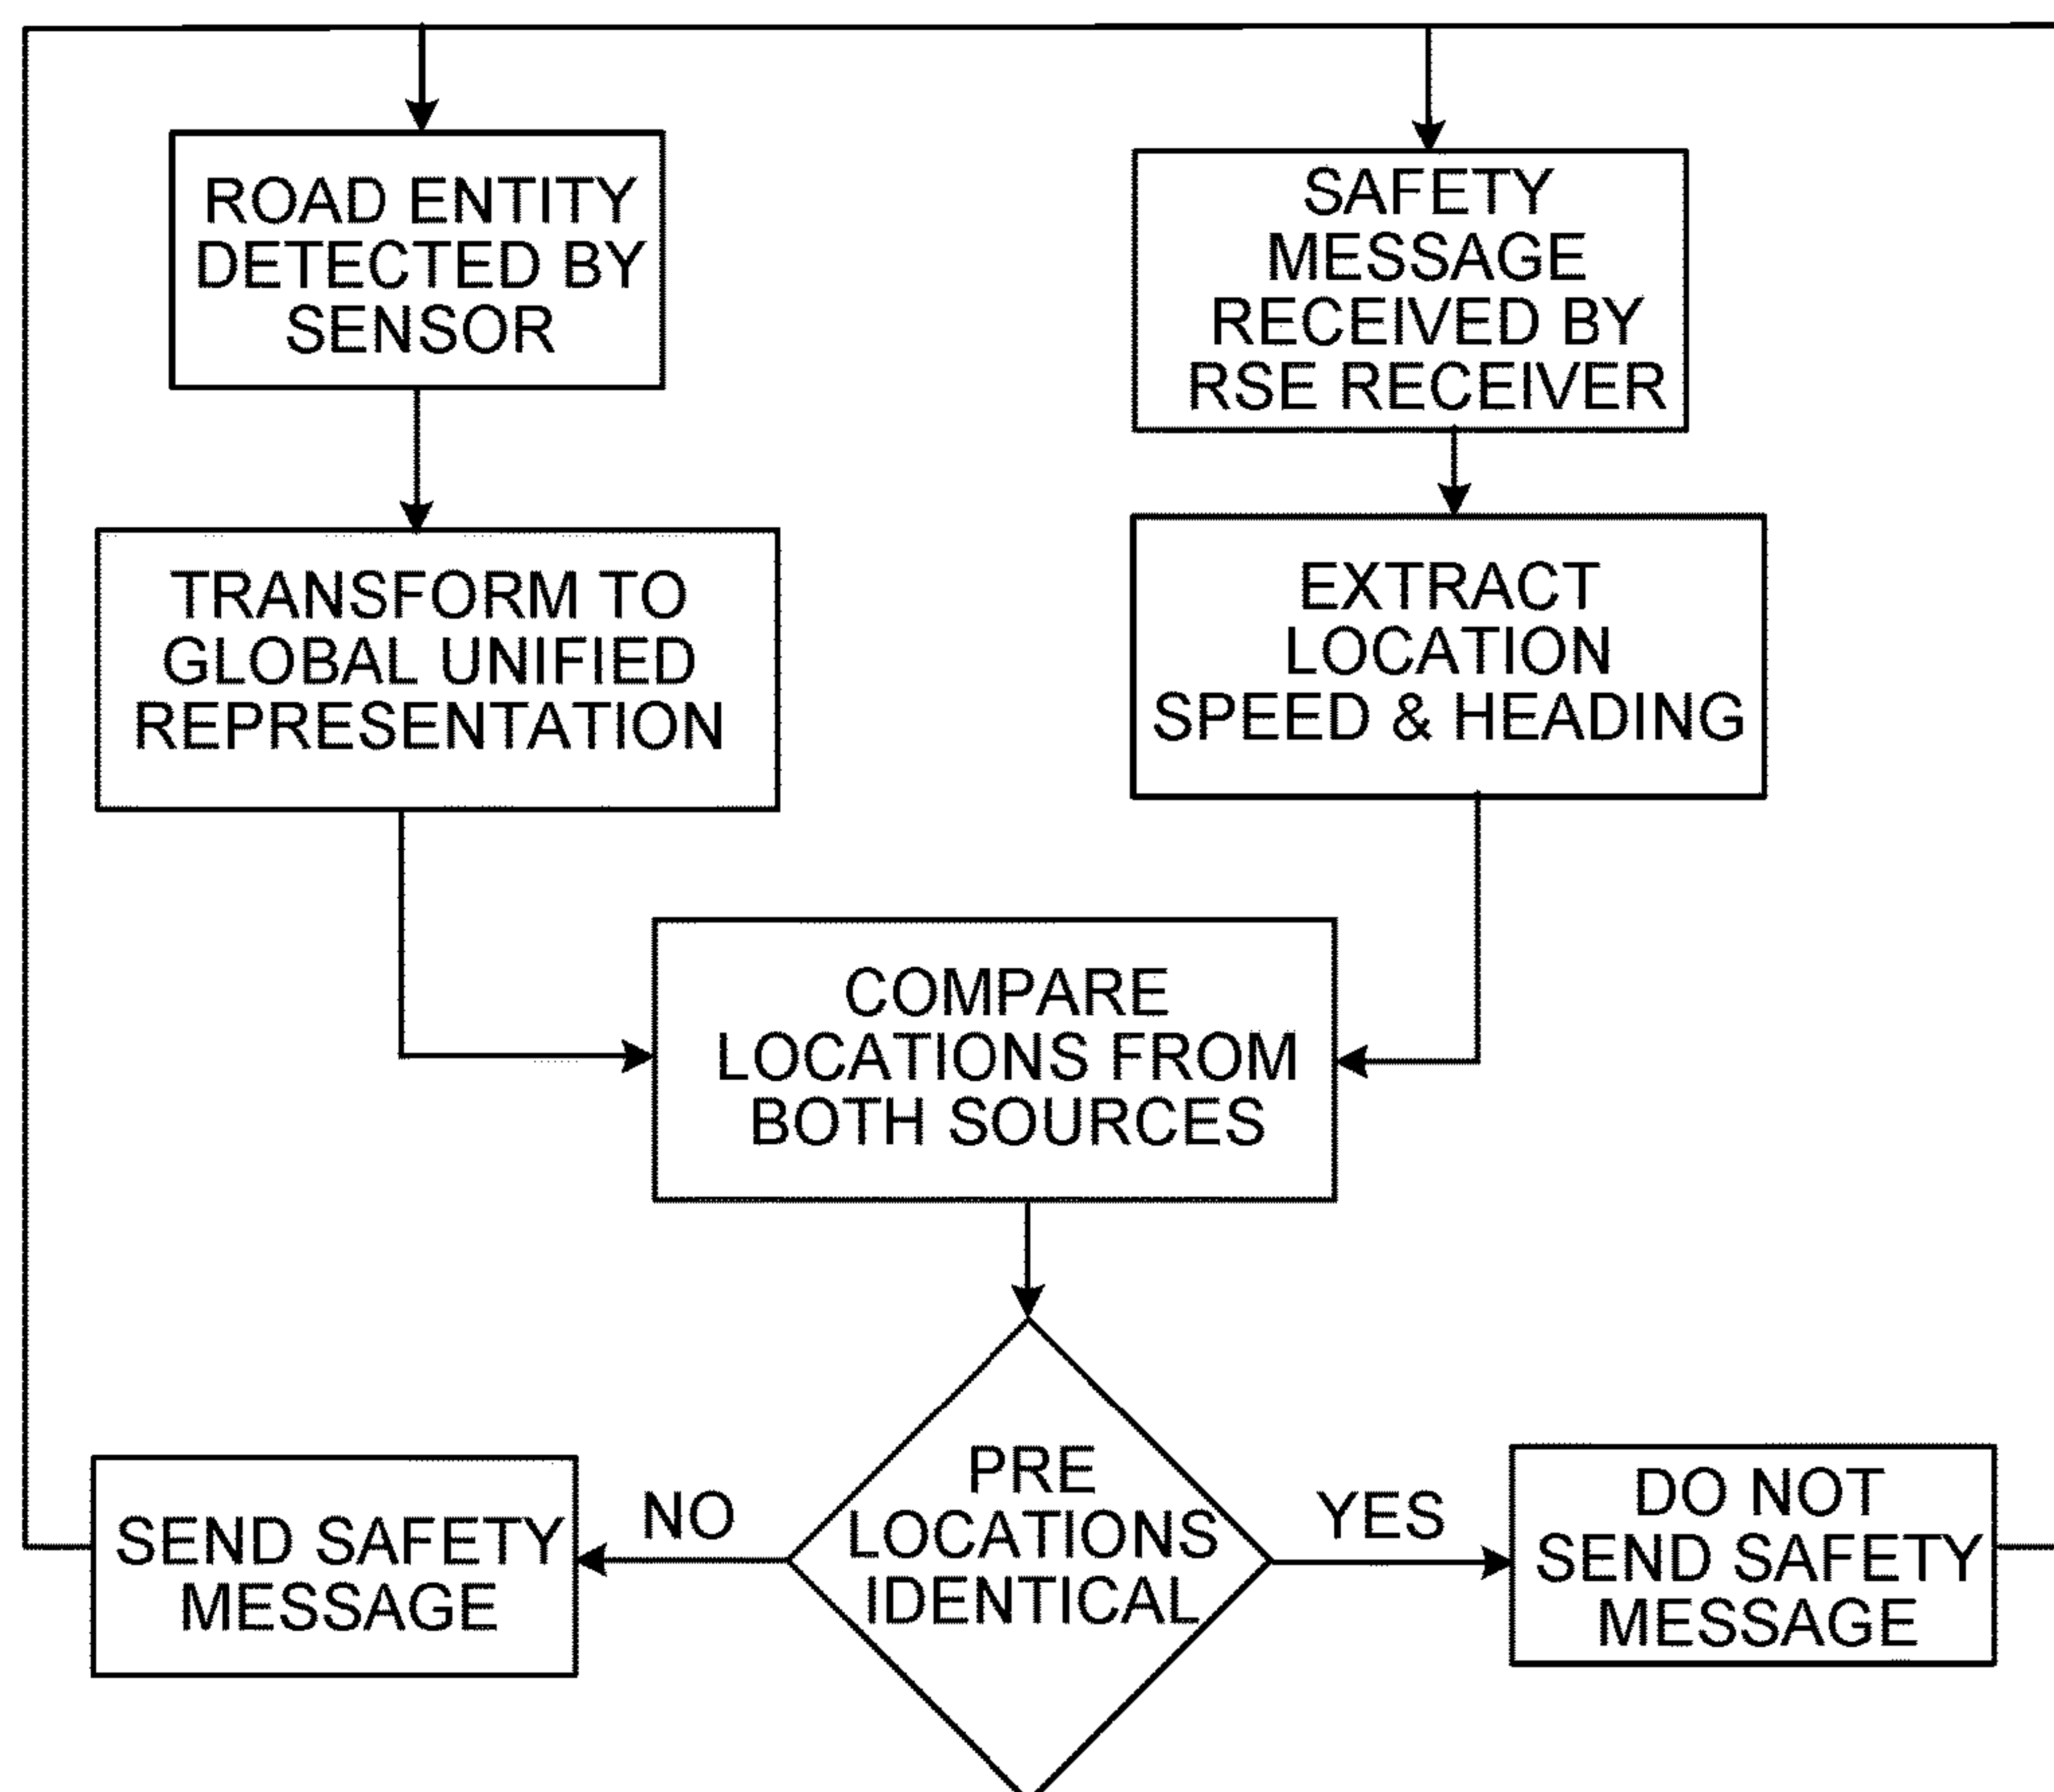 ROAD ENTITY
DETECTED BY
SENSOR
SAFETY
MESSAGE
RECEIVED BY
RSE RECEIVER
TRANSFORM TO
GLOBAL UNIFIED
REPRESENTATION
EXTRACT
LOCATION
SPEED & HEADING
COMPARE
LOCATIONS FROM
BOTH SOURCES
PRE
LOCATIONS
IDENTICAL
NO
YES
SEND SAFETY
MESSAGE
DO NOT
SEND SAFETY
MESSAGE